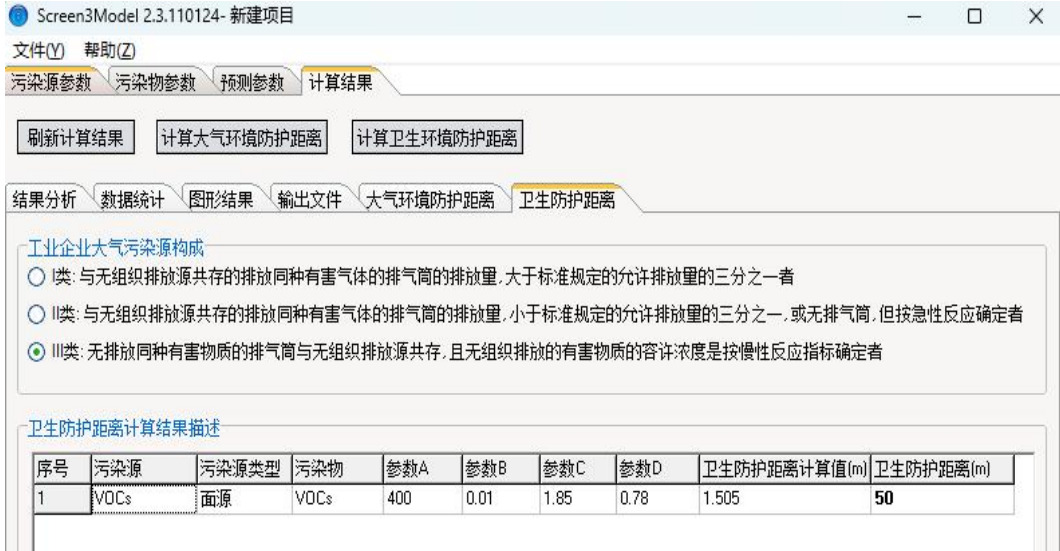 Screen3Model 2.3.110124- 新建项目
文件(Y) 帮助(Z)
污染源参数 污染物参数 预测参数 计算结果
刷新计算结果 计算大气环境防护距离 计算卫生环境防护距离
结果分析 数据统计 图形结果 输出文件 大气环境防护距离 卫生防护距离
工业企业大气污染源构成
I类: 与无组织排放源共存的排放同种有害气体的排气筒的排放量,大于标准规定的允许排放量的三分之一者
II类: 与无组织排放源共存的排放同种有害气体的排气筒的排放量,小于标准规定的允许排放量的三分之一,或无排气筒,但按急性反应确定者
III类: 无排放同种有害物质的排气筒与无组织排放源共存,且无组织排放的有害物质的容许浓度是按慢性反应指标确定者
卫生防护距离计算结果描述
序号 污染源 污染源类型 污染物 参数A 参数B 参数C 参数D 卫生防护距离计算值(m) 卫生防护距离(m)
1 VOCs 面源 VOCs 400 0.01 1.85 0.78 1.505 50